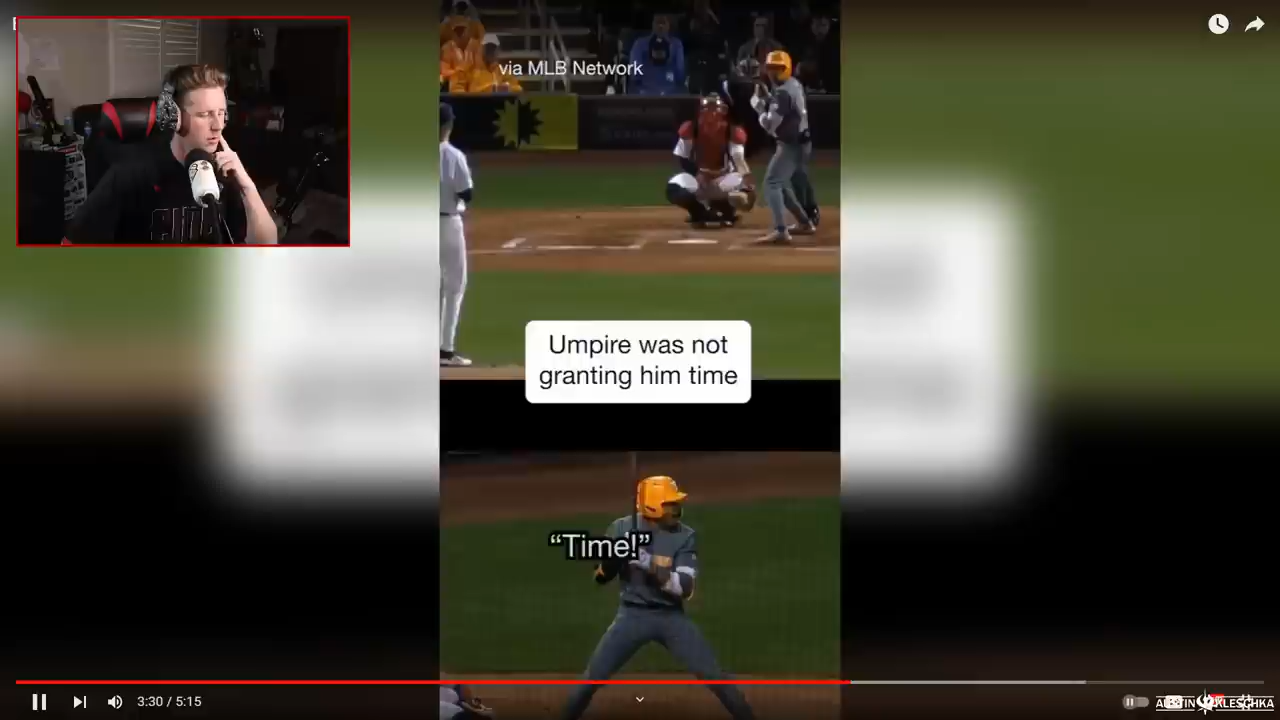 via MLB Network
Umpire was not
granting him time
“Time!”
3:30 / 5:15